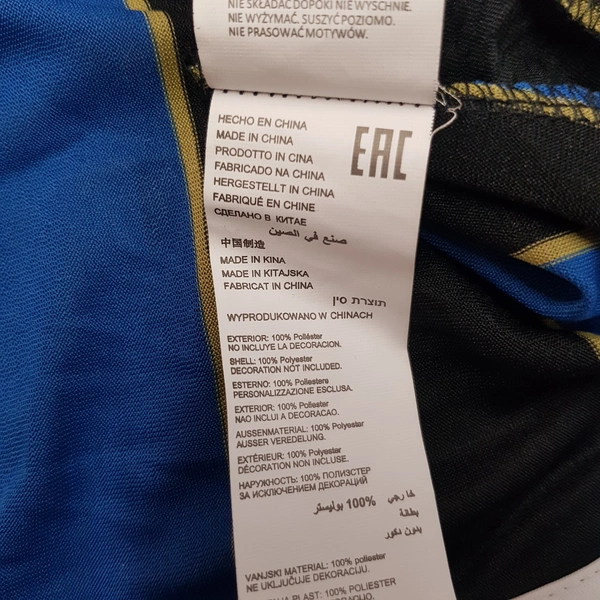 NIE SKŁADAĆ DOPÓKI NIE WYSCHNIE.
NIE WYŻYMAĆ. SUSZYĆ POZIOMO.
NIE PRASOWAĆ MOTYWÓW.
HECHO EN CHINA
MADE IN CHINA
PRODOTTO IN CINA
FABRICADO NA CHINA
HERGESTELLT IN CHINA
FABRIQUÉ EN CHINE
СДЕЛАНО В КИТАЕ
صنع في الصين
中国制造
MADE IN KINA
MADE IN KITAJSKA
FABRICAT IN CHINA
תוצרת סין
WYPRODUKOWANO W CHINACH
EAC
EXTERIOR: 100% Poliéster
NO INCLUYE LA DECORACION.
SHELL: 100% Polyester
DECORATION NOT INCLUDED.
ESTERNO: 100% Poliestere
PERSONALIZZAZIONE ESCLUSA.
EXTERIOR: 100% Poliester
NAO INCLUI A DECORACAO.
AUSSENMATERIAL: 100% Polyester
AUSSER VEREDELUNG.
EXTÉRIEUR: 100% Polyester
DÉCORATION NON INCLUSE.
НАРУЖНОСТЬ: 100% ПОЛИЭСТЕР
ЗА ИСКЛЮЧЕНИЕМ ДЕКОРАЦИЙ
خارجي
100% بوليستر
بطانة
بدون ديكور
VANJSKI MATERIAL: 100% poliester
NE UKLJUČUJE DEKORACIJU.
PLAST: 100% POLIESTER